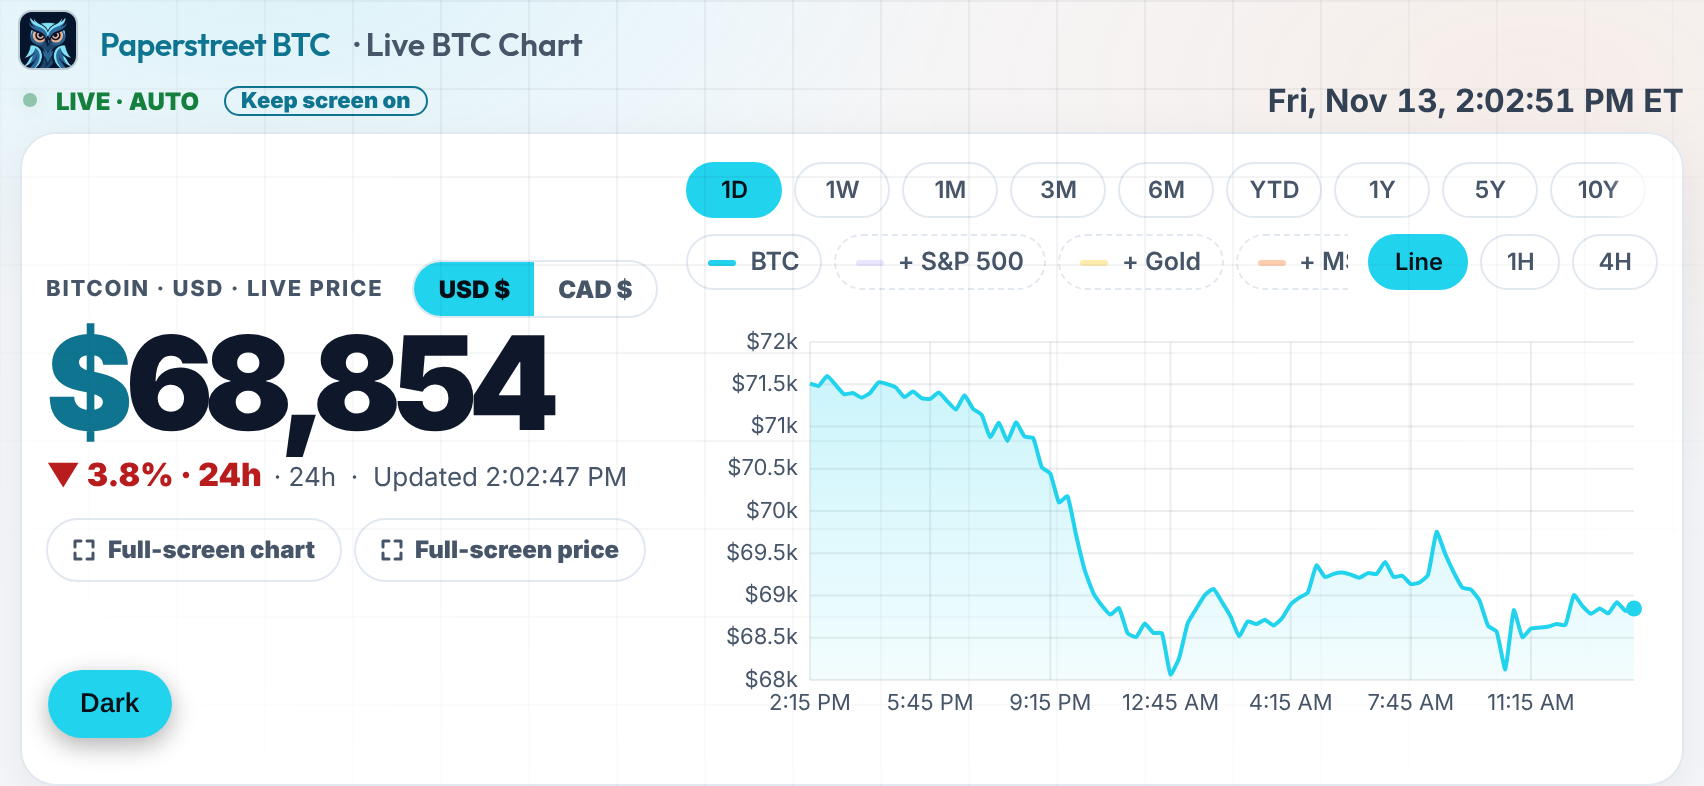 Paperstreet BTC · Live BTC Chart
LIVE · AUTO Keep screen on
Fri, Nov 13, 2:02:51 PM ET
1D 1W 1M 3M 6M YTD 1Y 5Y 10Y
BTC + S&P 500 + Gold + M Line 1H 4H
BITCOIN · USD · LIVE PRICE USD $ CAD $
$68,854
▼ 3.8% · 24h · 24h · Updated 2:02:47 PM
Full-screen chart Full-screen price
Dark
$72k
$71.5k
$71k
$70.5k
$70k
$69.5k
$69k
$68.5k
$68k
2:15 PM 5:45 PM 9:15 PM 12:45 AM 4:15 AM 7:45 AM 11:15 AM